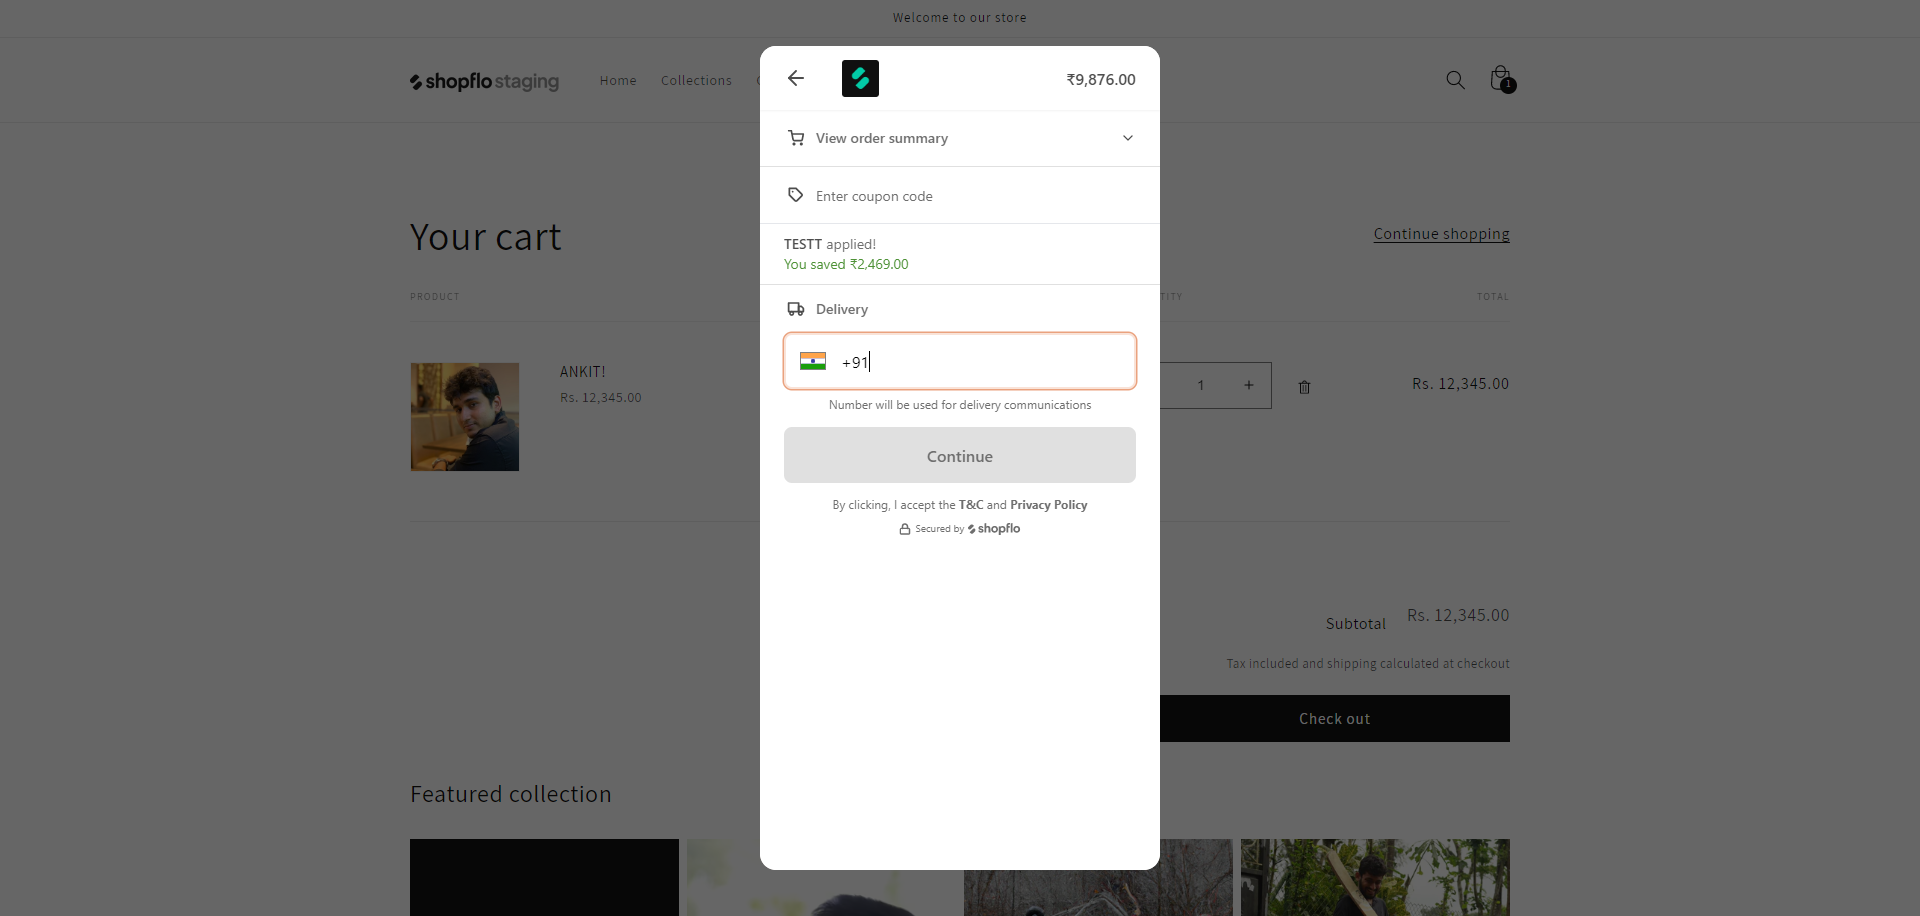 Welcome to our store
shopflo staging
Home
Collections
1
₹9,876.00
View order summary
Enter coupon code
TESTT applied!
You saved ₹2,469.00
Delivery
+91
Number will be used for delivery communications
Continue
By clicking, I accept the T&C and Privacy Policy
Secured by shopflo
Your cart
Continue shopping
PRODUCT
TOTAL
ANKIT!
Rs. 12,345.00
1
+
Rs. 12,345.00
Subtotal
Rs. 12,345.00
Tax included and shipping calculated at checkout
Check out
Featured collection